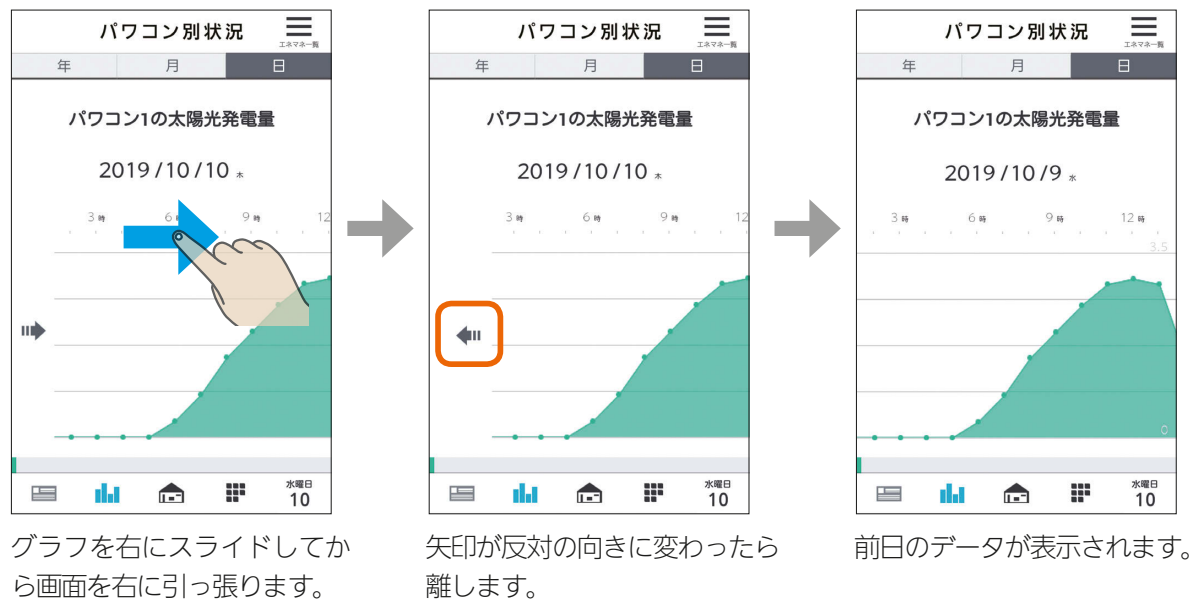 パワコン別状況
エネマネ一覧
年 月 日
パワコン1の太陽光発電量
2019/10/10 木
3時 6時 9時 12
水曜日
10
グラフを右にスライドしてか
ら画面を右に引っ張ります。
パワコン別状況
エネマネ一覧
年 月 日
パワコン1の太陽光発電量
2019/10/10 木
3時 6時 9時 12
水曜日
10
矢印が反対の向きに変わったら
離します。
パワコン別状況
エネマネ一覧
年 月 日
パワコン1の太陽光発電量
2019/10/9 水
3時 6時 9時 12時
3.5
0
水曜日
10
前日のデータが表示されます。